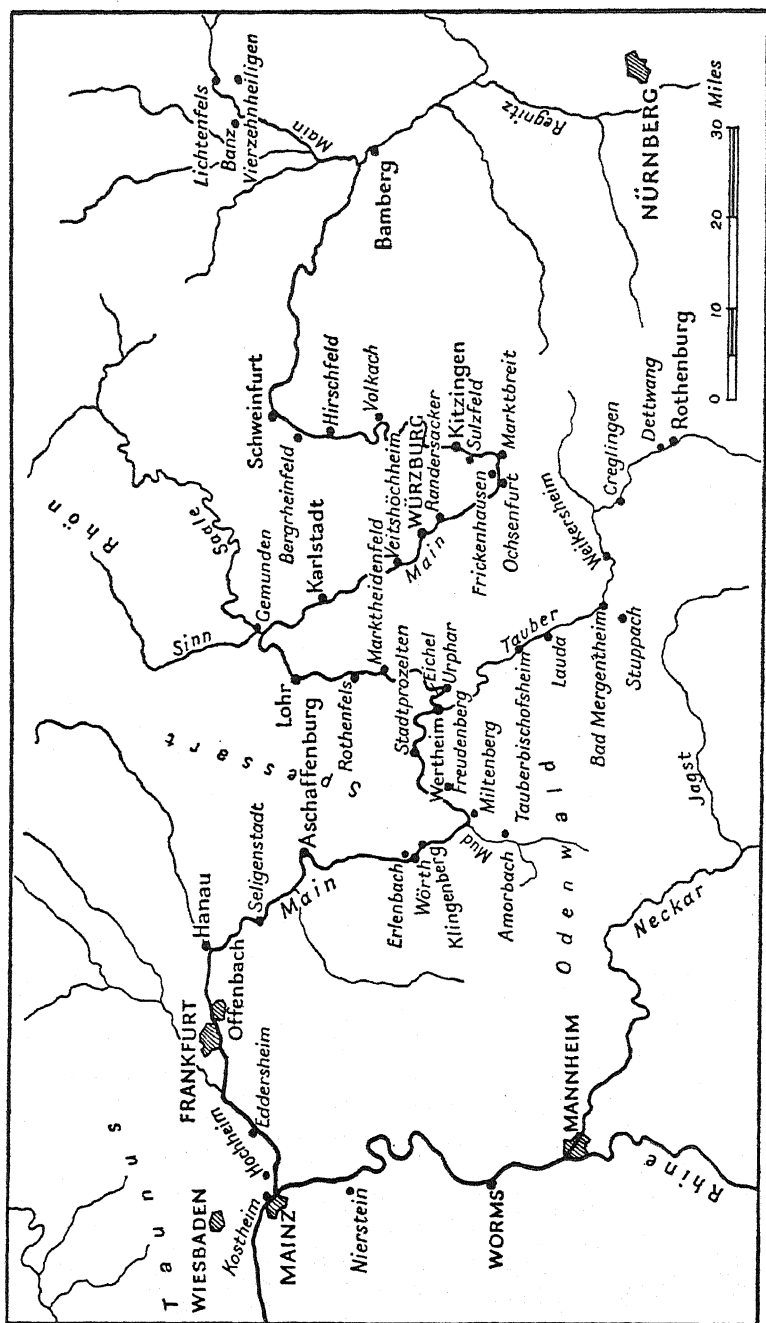 Taunus
WIESBADEN
Kostheim
Hochheim
MAINZ
Eddersheim
FRANKFURT
Offenbach
Hanau
Nierstein
WORMS
MANNHEIM
Rhine
Neckar
Seligenstadt
Main
Aschaffenburg
Spessart
Erlenbach
Wörth
Klingenberg
Mud
Amorbach
Odenwald
Miltenberg
Freudenberg
Wertheim
Stadtprozelten
Eichel
Urphar
Tauberbischofsheim
Lauda
Tauber
Bad Mergentheim
Stuppach
Jagst
Weikersheim
Creglingen
Dettwang
Rothenburg
Lohr
Rothenfels
Marktheidenfeld
Sinn
Rhön
Saale
Gemunden
Karlstadt
Veitshöchheim
WÜRZBURG
Randersacker
Main
Frickenhausen
Ochsenfurt
Marktbreit
Sulzfeld
Kitzingen
Volkach
Hirschfeld
Bergrheinfeld
Schweinfurt
Bamberg
Main
Lichtenfels
Banz
Vierzehnheiligen
Regnitz
NÜRNBERG
0 10 20 30 Miles